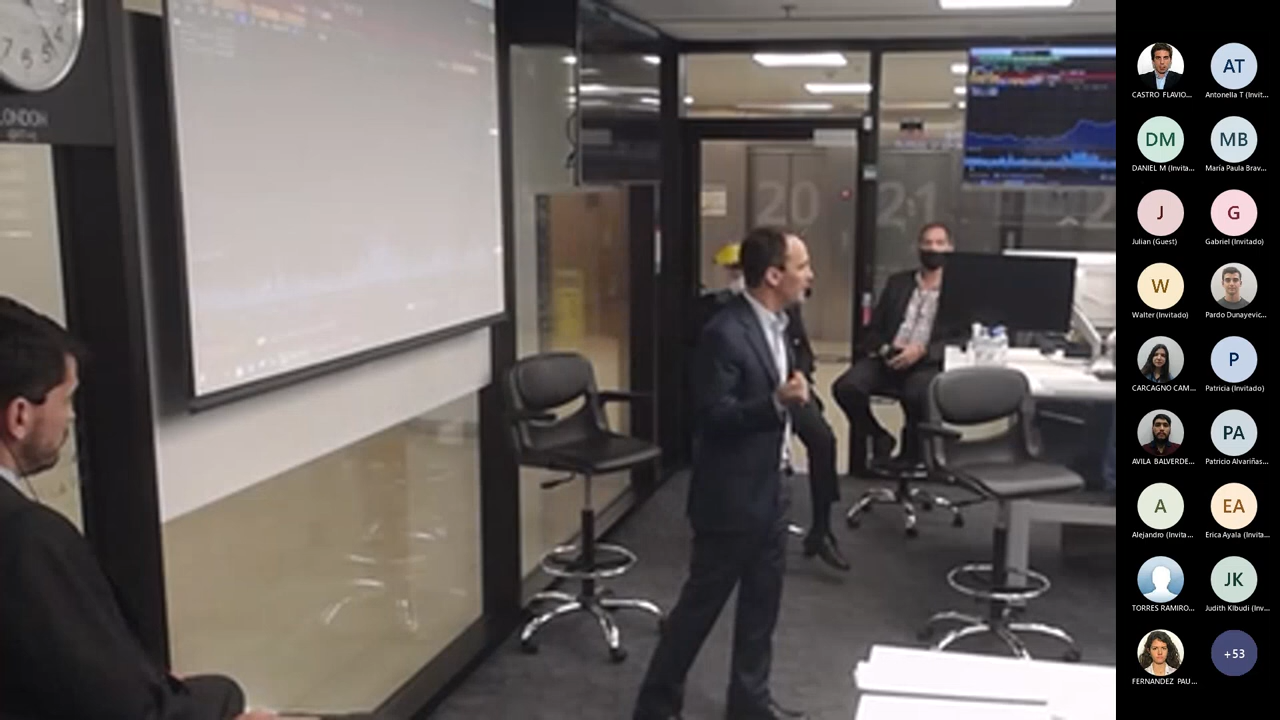 LONDON
20
21
2
CASTRO FLAVIO...
AT
Antonella T (Invit...
DM
DANIEL M (Invita...
MB
María Paula Brav...
J
Julian (Guest)
G
Gabriel (Invitado)
W
Walter (Invitado)
Pardo Dunayevic...
CARCAGNO CAM...
P
Patricia (Invitado)
AVILA BALVERDE...
PA
Patricio Alvariñas...
A
Alejandro (Invita...
EA
Erica Ayala (Invita...
TORRES RAMIRO...
JK
Judith Klbudi (Inv...
FERNANDEZ PAU...
+53